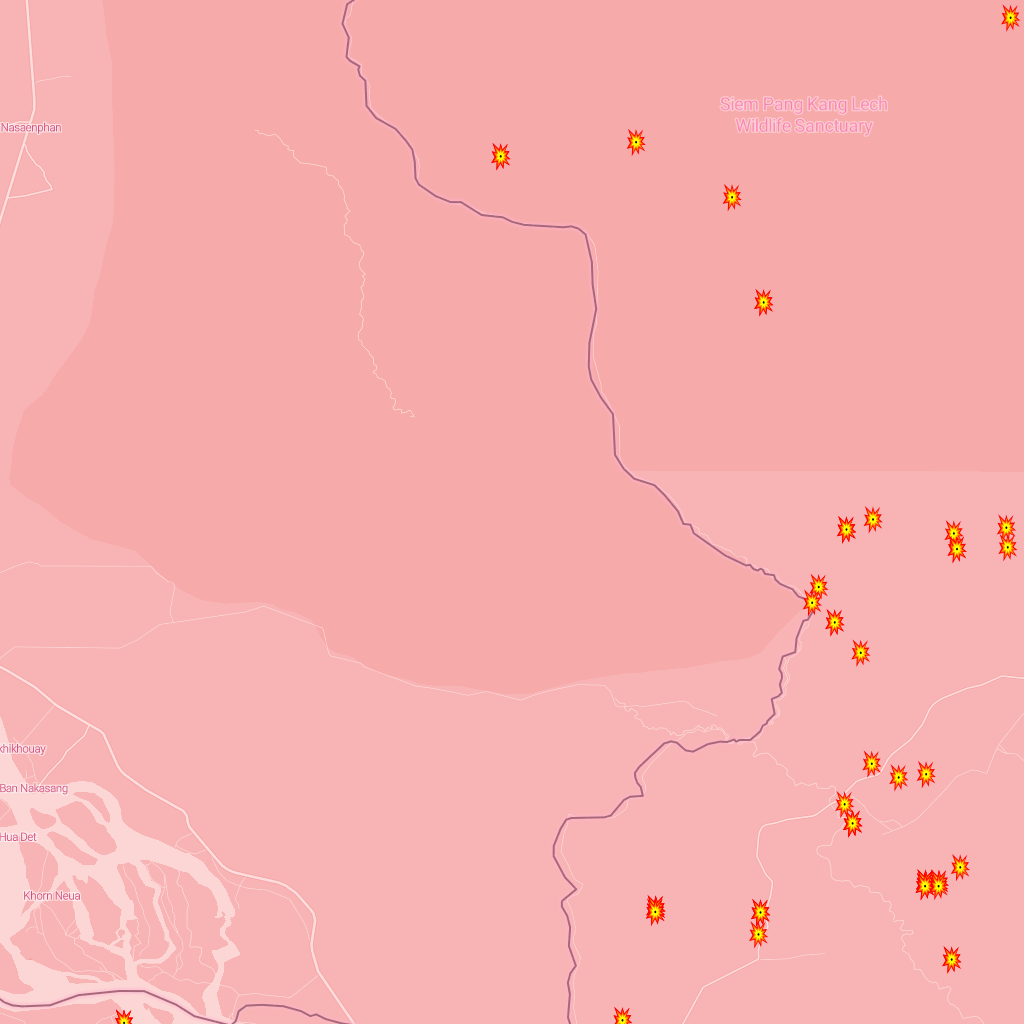 Siem Pang Kang Lech
Wildlife Sanctuary
Nasaenphan
khikhouay
Ban Nakasang
Hua Det
Khorn Neua